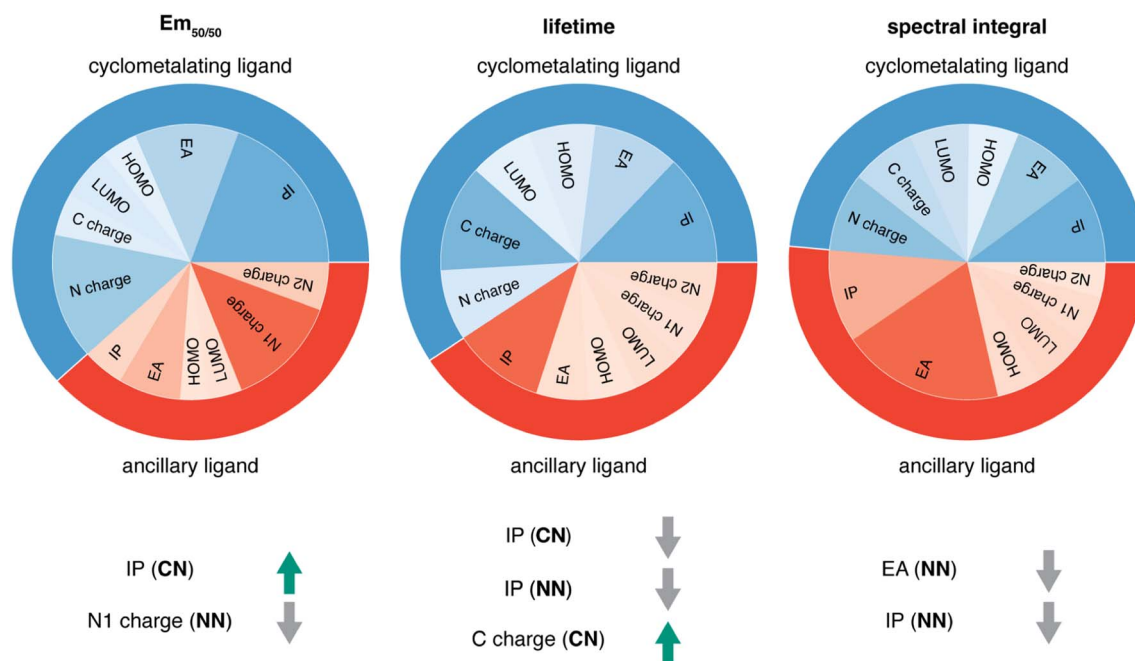 Em50/50
cyclometalating ligand
IP
EA
HOMO
LUMO
C charge
N charge
IP
EA
HOMO
LUMO
N1 charge
N2 charge
ancillary ligand
IP (CN)
N1 charge (NN)
lifetime
cyclometalating ligand
IP
EA
HOMO
LUMO
C charge
N charge
IP
EA
HOMO
LUMO
N1 charge
N2 charge
ancillary ligand
IP (CN)
IP (NN)
C charge (CN)
spectral integral
cyclometalating ligand
IP
EA
HOMO
LUMO
C charge
N charge
IP
EA
HOMO
LUMO
N1 charge
N2 charge
ancillary ligand
EA (NN)
IP (NN)